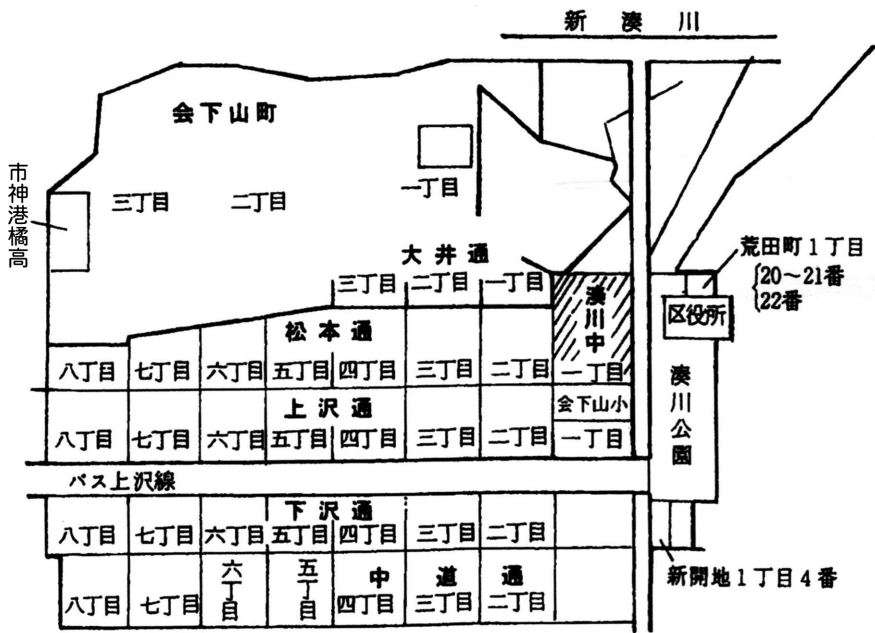 新湊川
会下山町
市神港橘高
三丁目 二丁目 一丁目
大井通
三丁目 二丁目 一丁目
荒田町1丁目
20~21番
22番
区役所
湊川中
松本通
八丁目 七丁目 六丁目 五丁目 四丁目 三丁目 二丁目 一丁目
湊川公園
上沢通
会下山小
八丁目 七丁目 六丁目 五丁目 四丁目 三丁目 二丁目 一丁目
バス上沢線
下沢通
八丁目 七丁目 六丁目 五丁目 四丁目 三丁目 二丁目
新開地1丁目4番
中道通
八丁目 七丁目 六丁目 五丁目 四丁目 三丁目 二丁目